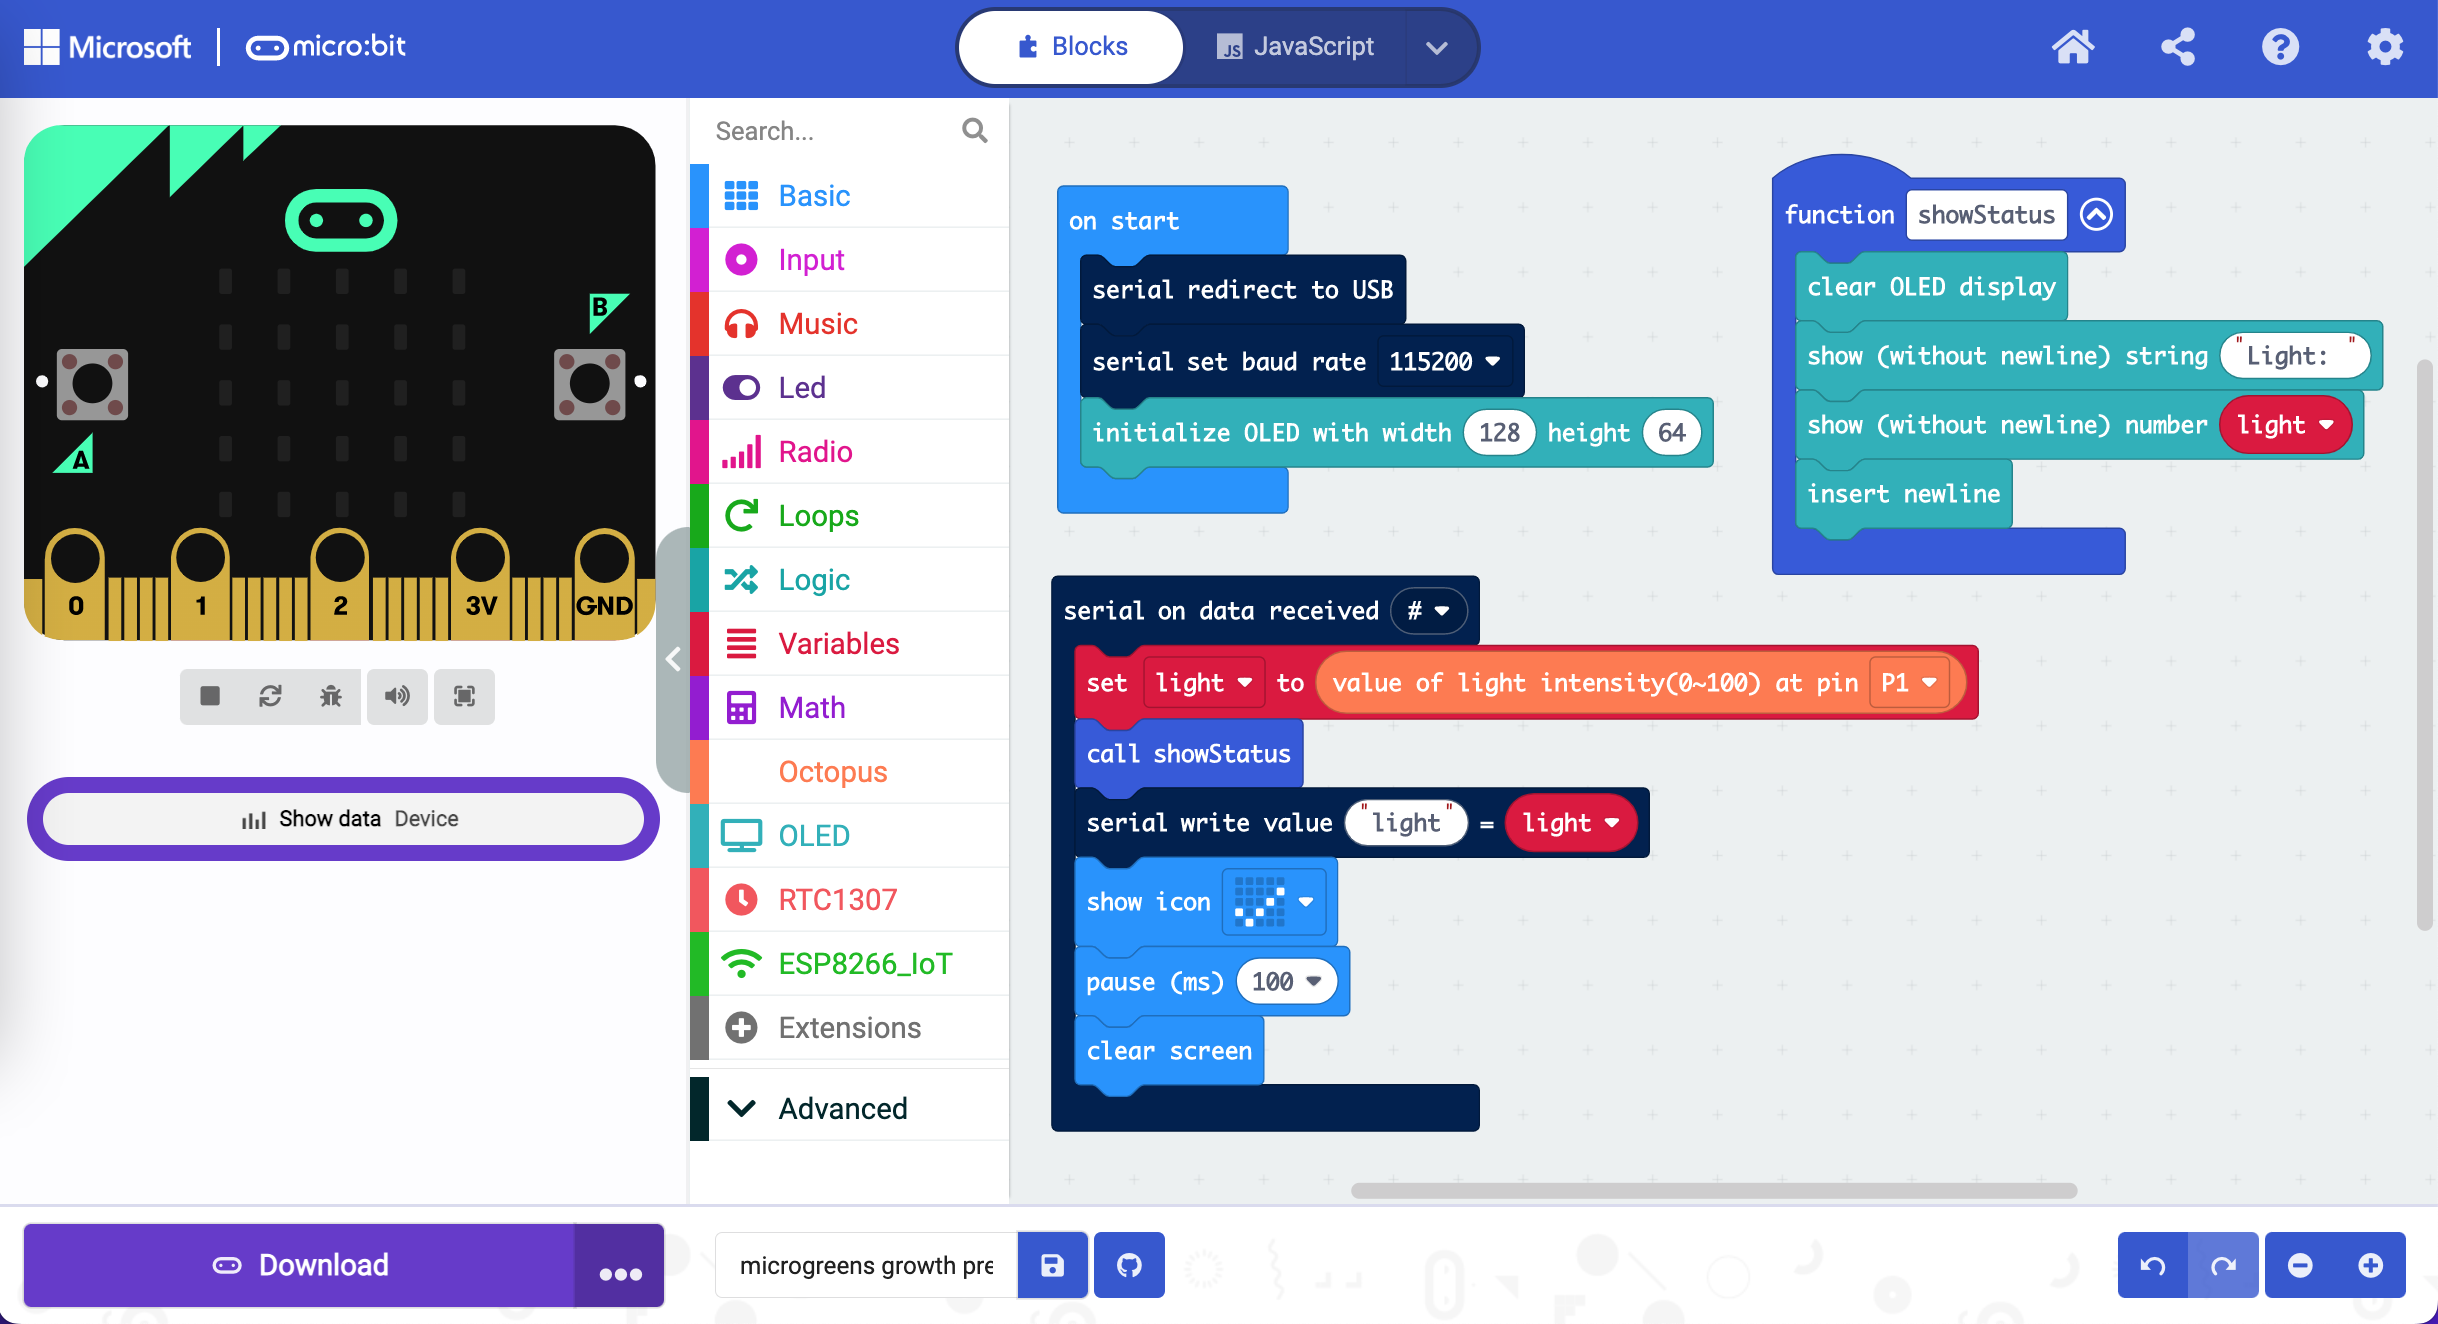 Microsoft
micro:bit
Blocks
JavaScript
Search...
Basic
Input
Music
Led
Radio
Loops
Logic
Variables
Math
Octopus
OLED
RTC1307
ESP8266_IoT
Extensions
Advanced
B
A
0 1 2 3V GND
Show data Device
on start
serial redirect to USB
serial set baud rate 115200
initialize OLED with width 128 height 64
function showStatus
clear OLED display
show (without newline) string "Light: "
show (without newline) number light
insert newline
serial on data received #
set light to value of light intensity(0~100) at pin P1
call showStatus
serial write value "light" = light
show icon
pause (ms) 100
clear screen
Download
microgreens growth pre